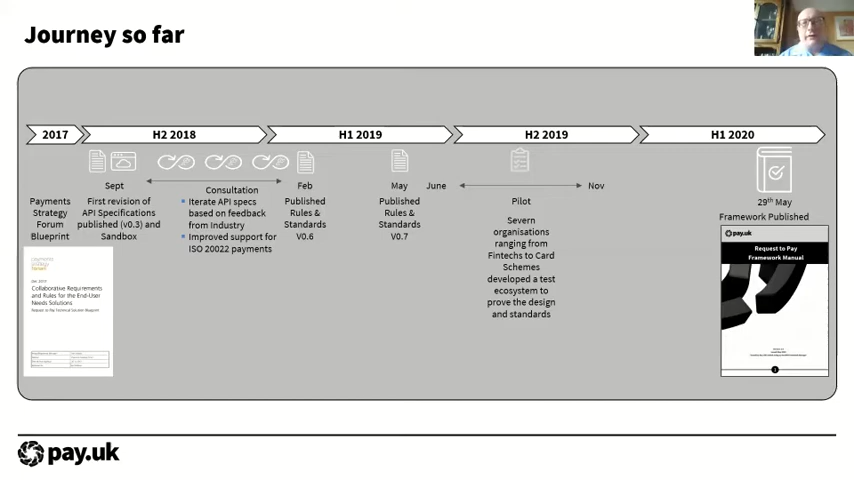 Journey so far
2017
H2 2018
H1 2019
H2 2019
H1 2020
Payments
Strategy
Forum
Blueprint
Sept
First revision of
API Specifications
published (v0.3) and
Sandbox
Consultation
Iterate API specs
based on feedback
from Industry
Improved support for
ISO 20022 payments
Feb
Published
Rules &
Standards
V0.6
May
Published
Rules &
Standards
V0.7
June
Nov
Pilot
Severn
organisations
ranging from
Fintechs to Card
Schemes
developed a test
ecosystem to
prove the design
and standards
29th May
Framework Published
payments
strategy
forum
Collaborative Requirements
and Rules for the End-User
Needs Solutions
pay.uk
Request to Pay
Framework Manual
pay.uk